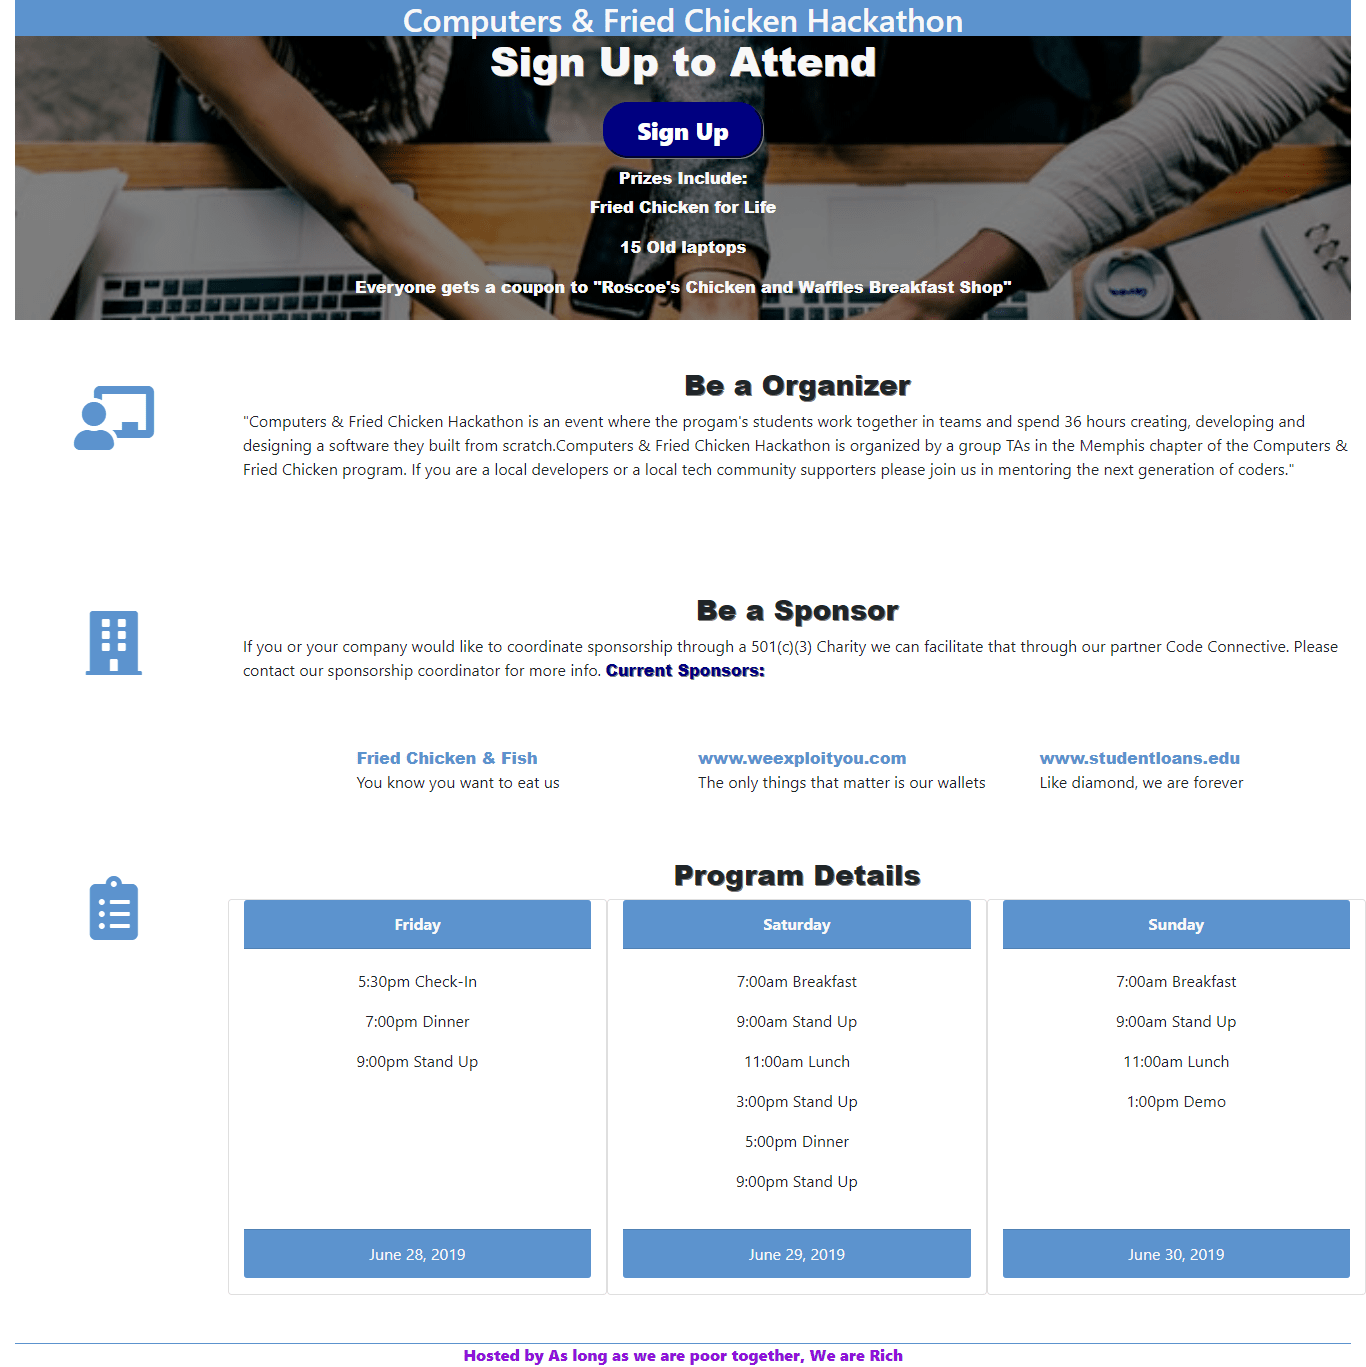 Computers & Fried Chicken Hackathon
Sign Up to Attend
Sign Up
Prizes Include:
Fried Chicken for Life
15 Old laptops
Everyone gets a coupon to "Roscoe's Chicken and Waffles Breakfast Shop"
Be a Organizer
"Computers & Fried Chicken Hackathon is an event where the progam's students work together in teams and spend 36 hours creating, developing and
designing a software they built from scratch.Computers & Fried Chicken Hackathon is organized by a group TAs in the Memphis chapter of the Computers &
Fried Chicken program. If you are a local developers or a local tech community supporters please join us in mentoring the next generation of coders."
Be a Sponsor
If you or your company would like to coordinate sponsorship through a 501(c)(3) Charity we can facilitate that through our partner Code Connective. Please
contact our sponsorship coordinator for more info. Current Sponsors:
Fried Chicken & Fish
You know you want to eat us
www.weexploityou.com
The only things that matter is our wallets
www.studentloans.edu
Like diamond, we are forever
Program Details
Friday
5:30pm Check-In
7:00pm Dinner
9:00pm Stand Up
June 28, 2019
Saturday
7:00am Breakfast
9:00am Stand Up
11:00am Lunch
3:00pm Stand Up
5:00pm Dinner
9:00pm Stand Up
June 29, 2019
Sunday
7:00am Breakfast
9:00am Stand Up
11:00am Lunch
1:00pm Demo
June 30, 2019
Hosted by As long as we are poor together, We are Rich